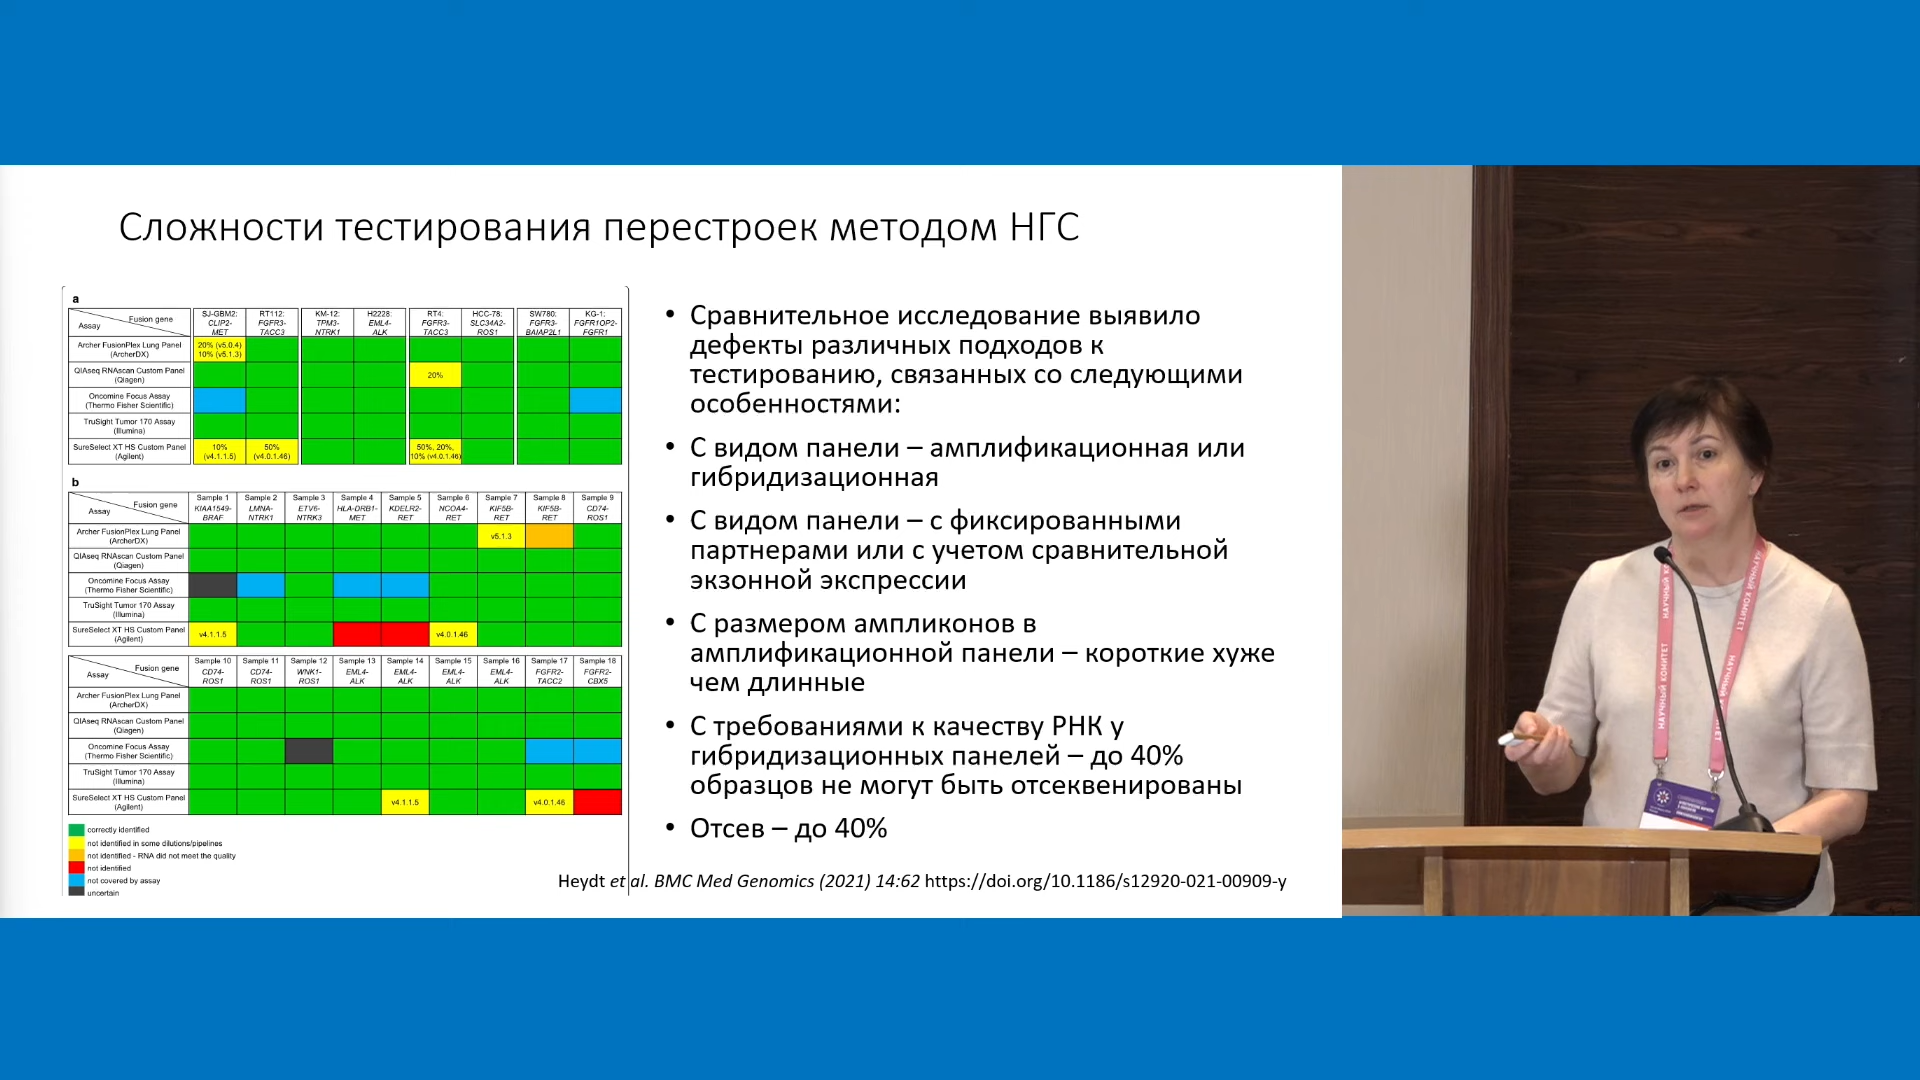 Сложности тестирования перестроек методом НГС
a
Fusion gene
Assay
SJ-GBM2: CLIP2-MET
RT112: FGFR3-TACC3
KM-12: TPM3-NTRK1
H2228: EML4-ALK
RT4: FGFR3-TACC3
HCC-78: SLC34A2-ROS1
SW780: FGFR3-BAIAP2L1
KG-1: FGFR1OP2-FGFR1
Archer FusionPlex Lung Panel (ArcherDX)
20% (v5.0.4)
10% (v5.1.3)
QIAseq RNAscan Custom Panel (Qiagen)
20%
Oncomine Focus Assay (Thermo Fisher Scientific)
TruSight Tumor 170 Assay (Illumina)
SureSelect XT HS Custom Panel (Agilent)
10% (v4.1.1.5)
50% (v4.0.1.46)
50%, 20%, 10% (v4.0.1.46)
b
Fusion gene
Assay
Sample 1 KIAA1549-BRAF
Sample 2 LMNA-NTRK1
Sample 3 ETV6-NTRK3
Sample 4 HLA-DRB1-MET
Sample 5 KDELR2-RET
Sample 6 NCOA4-RET
Sample 7 KIF5B-RET
Sample 8 KIF5B-RET
Sample 9 CD74-ROS1
Archer FusionPlex Lung Panel (ArcherDX)
v5.1.3
QIAseq RNAscan Custom Panel (Qiagen)
Oncomine Focus Assay (Thermo Fisher Scientific)
TruSight Tumor 170 Assay (Illumina)
SureSelect XT HS Custom Panel (Agilent)
v4.1.1.5
v4.0.1.46
Fusion gene
Assay
Sample 10 CD74-ROS1
Sample 11 CD74-ROS1
Sample 12 WNK1-ROS1
Sample 13 EML4-ALK
Sample 14 EML4-ALK
Sample 15 EML4-ALK
Sample 16 EML4-ALK
Sample 17 FGFR2-TACC2
Sample 18 FGFR2-CBX5
Archer FusionPlex Lung Panel (ArcherDX)
QIAseq RNAscan Custom Panel (Qiagen)
Oncomine Focus Assay (Thermo Fisher Scientific)
TruSight Tumor 170 Assay (Illumina)
SureSelect XT HS Custom Panel (Agilent)
v4.1.1.5
v4.0.1.46
correctly identified
not identified in some dilutions/pipelines
not identified - RNA did not meet the quality
not identified
not covered by assay
uncertain
• Сравнительное исследование выявило
дефекты различных подходов к
тестированию, связанных со следующими
особенностями:
• С видом панели – амплификационная или
гибридизационная
• С видом панели – с фиксированными
партнерами или с учетом сравнительной
экзонной экспрессии
• С размером ампликонов в
амплификационной панели – короткие хуже
чем длинные
• С требованиями к качеству РНК у
гибридизационных панелей – до 40%
образцов не могут быть отсеквенированы
• Отсев – до 40%
Heydt et al. BMC Med Genomics (2021) 14:62 https://doi.org/10.1186/s12920-021-00909-y
НАУЧНЫЙ КОМИТЕТ
НАУЧНЫЙ КОМИТЕТ